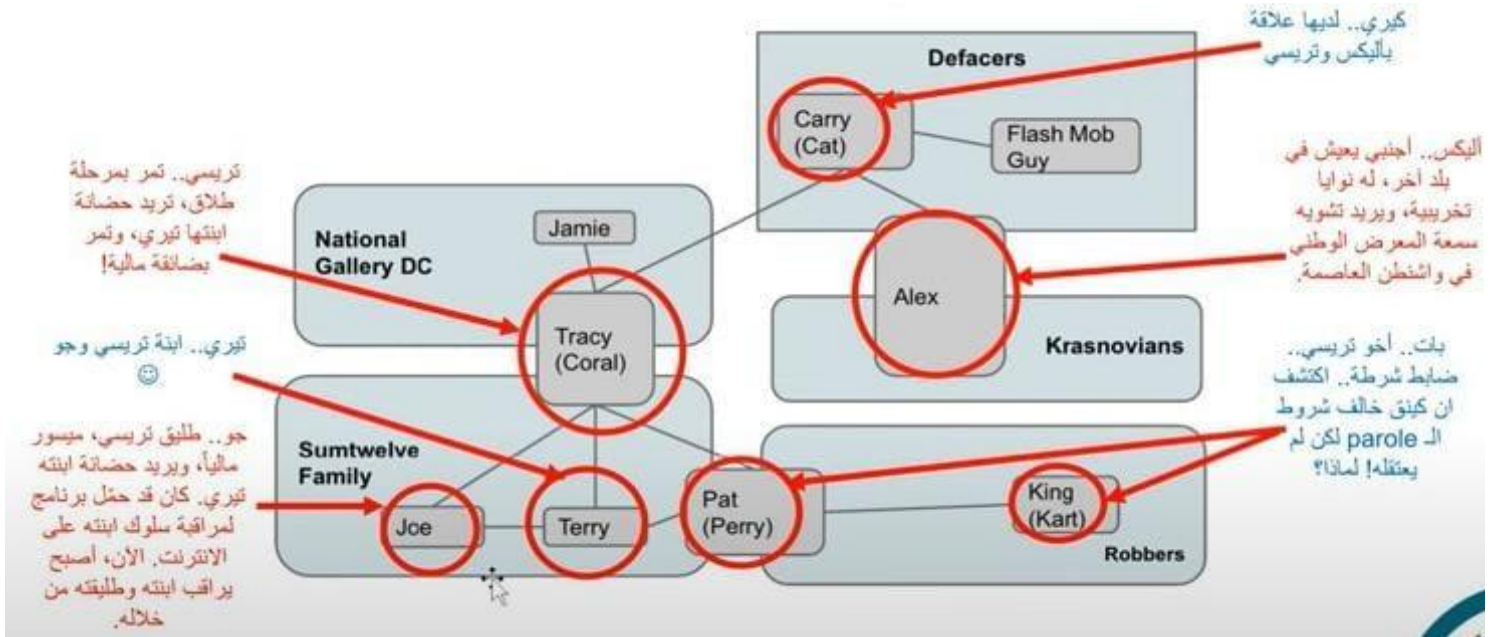 كيري.. لديها علاقة
بأليكس وتريسي
Defacers
Carry
(Cat)
Flash Mob
Guy
أليكس.. أجنبي يعيش في
بلد آخر، له نوايا
تخريبية، ويريد تشويه
سمعة المعرض الوطني
في واشنطن العاصمة.
تريسي.. تمر بمرحلة
طلاق، تريد حضانة
ابنتها تيري، وتمر
بضائقة مالية!
National
Gallery DC
Jamie
Tracy
(Coral)
Alex
Krasnovians
تيري.. ابنة تريسي وجو
☺
بات.. أخو تريسي..
ضابط شرطة.. اكتشف
ان كينق خالف شروط
الـ parole لكن لم
يعتقله! لماذا؟
جو.. طليق تريسي، ميسور
مالياً، ويريد حضانة ابنته
تيري. كان قد حمّل برنامج
لمراقبة سلوك ابنته على
الانترنت. الآن، أصبح
يراقب ابنته وطليقته من
خلاله.
Sumtwelve
Family
Joe
Terry
Pat
(Perry)
King
(Kart)
Robbers